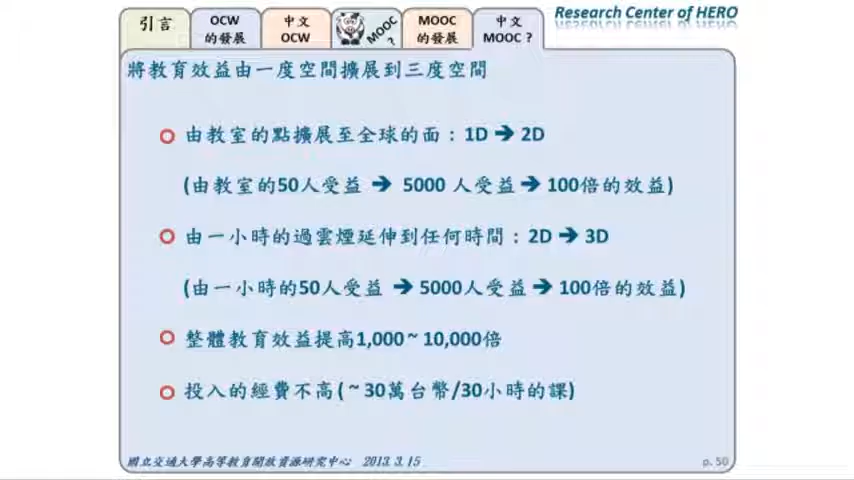 引言
OCW
的發展
中文
OCW
MOOC
?
MOOC
的發展
中文
MOOC ?
Research Center of HERO
將教育效益由一度空間擴展到三度空間
由教室的點擴展至全球的面：1D ➔ 2D
(由教室的50人受益 ➔ 5000 人受益 ➔ 100倍的效益)
由一小時的過雲煙延伸到任何時間：2D ➔ 3D
(由一小時的50人受益 ➔ 5000人受益 ➔ 100倍的效益)
整體教育效益提高1,000 ~ 10,000倍
投入的經費不高( ~ 30萬台幣/30小時的課)
國立交通大學高等教育開放資源研究中心 2013. 3. 15
p. 50